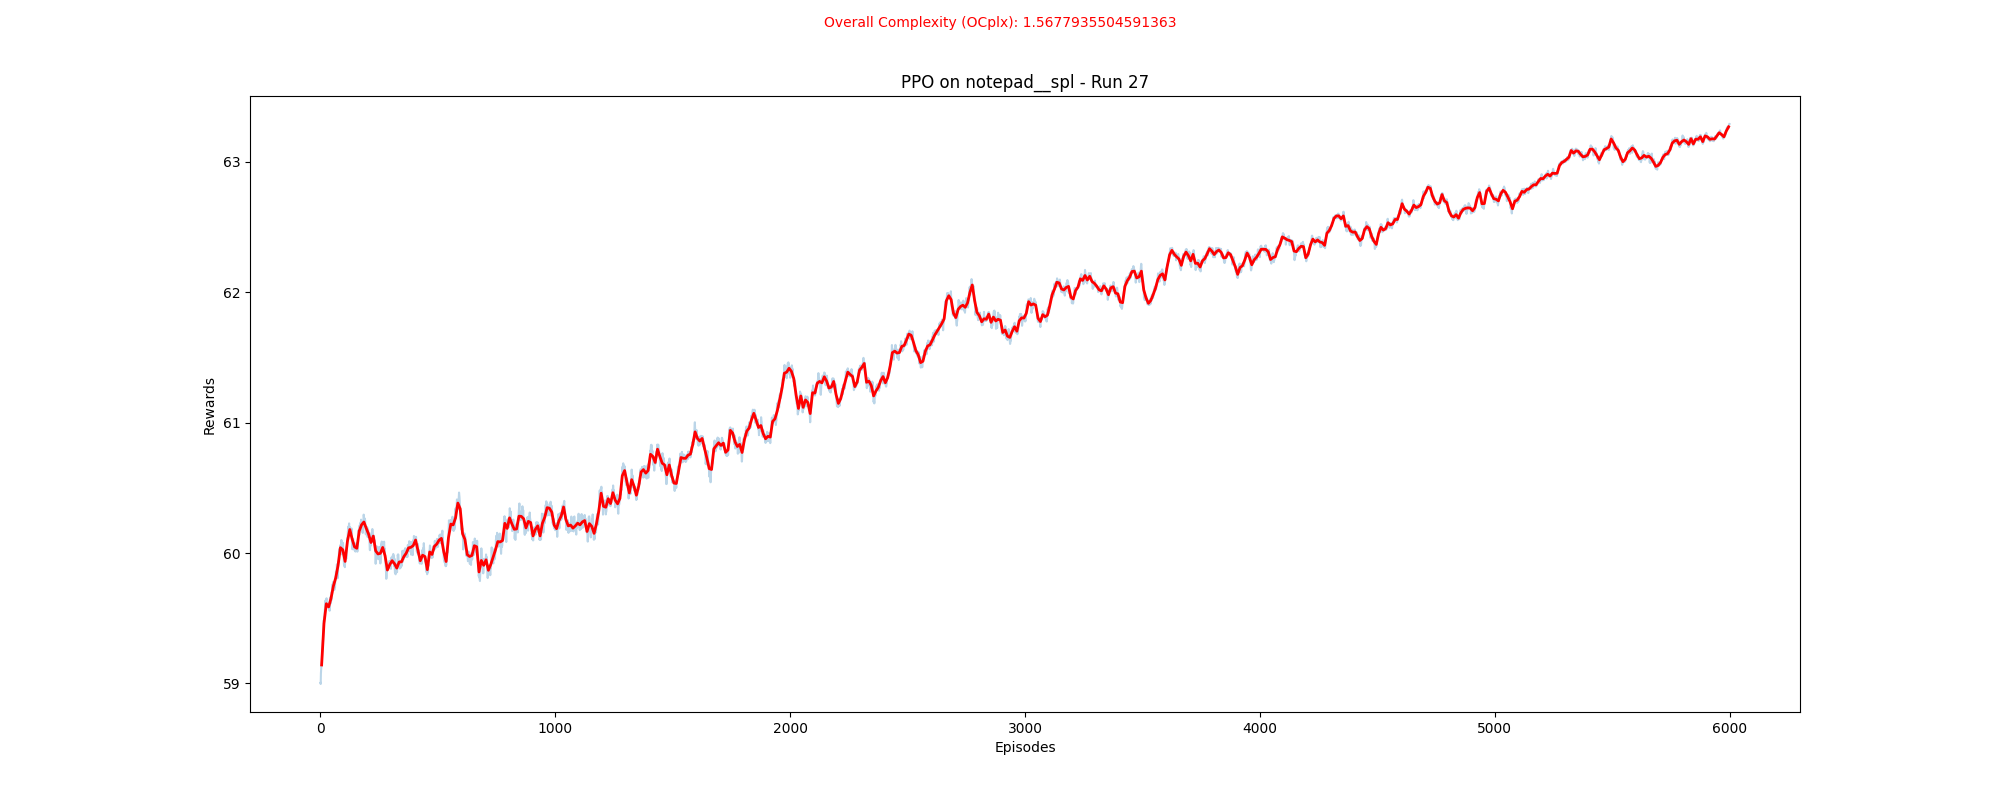 Overall Complexity (OCplx): 1.5677935504591363
PPO on notepad__spl - Run 27
63
62
61
60
59
Rewards
0 1000 2000 3000 4000 5000 6000
Episodes